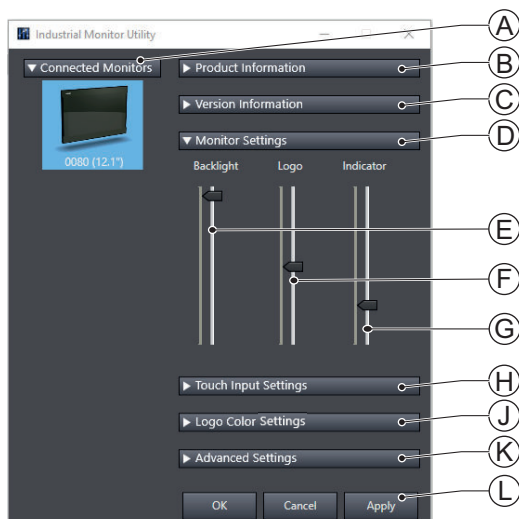 Industrial Monitor Utility
A
Connected Monitors
Product Information
B
Version Information
C
Monitor Settings
D
0080 (12.1")
Backlight Logo Indicator
E
F
G
Touch Input Settings
H
Logo Color Settings
J
Advanced Settings
K
OK Cancel Apply
L